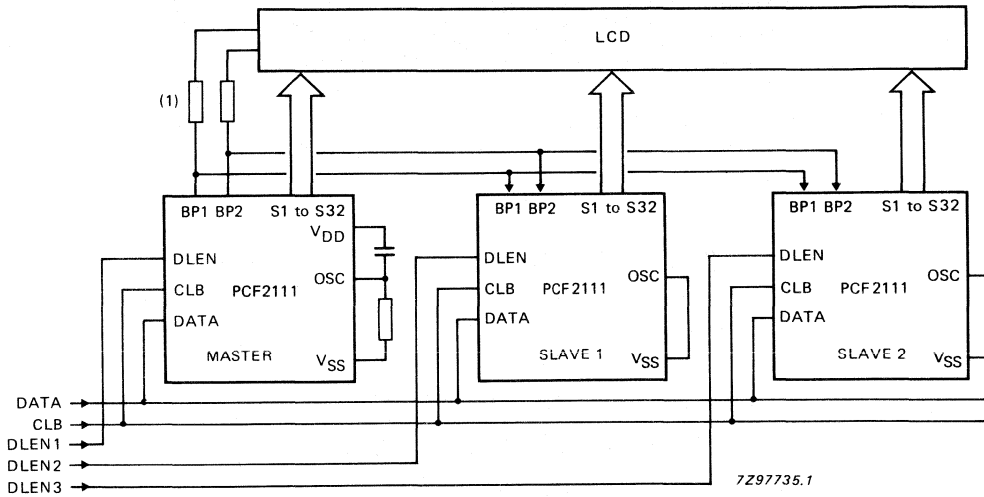 LCD
(1)
BP1 BP2 S1 to S32
VDD
DLEN
OSC
CLB
PCF2111
DATA
MASTER
VSS
BP1 BP2 S1 to S32
DLEN
OSC
CLB
PCF2111
DATA
SLAVE 1
VSS
BP1 BP2 S1 to S32
DLEN
OSC
CLB
PCF2111
DATA
SLAVE 2
VSS
DATA
CLB
DLEN1
DLEN2
DLEN3
7Z97735.1